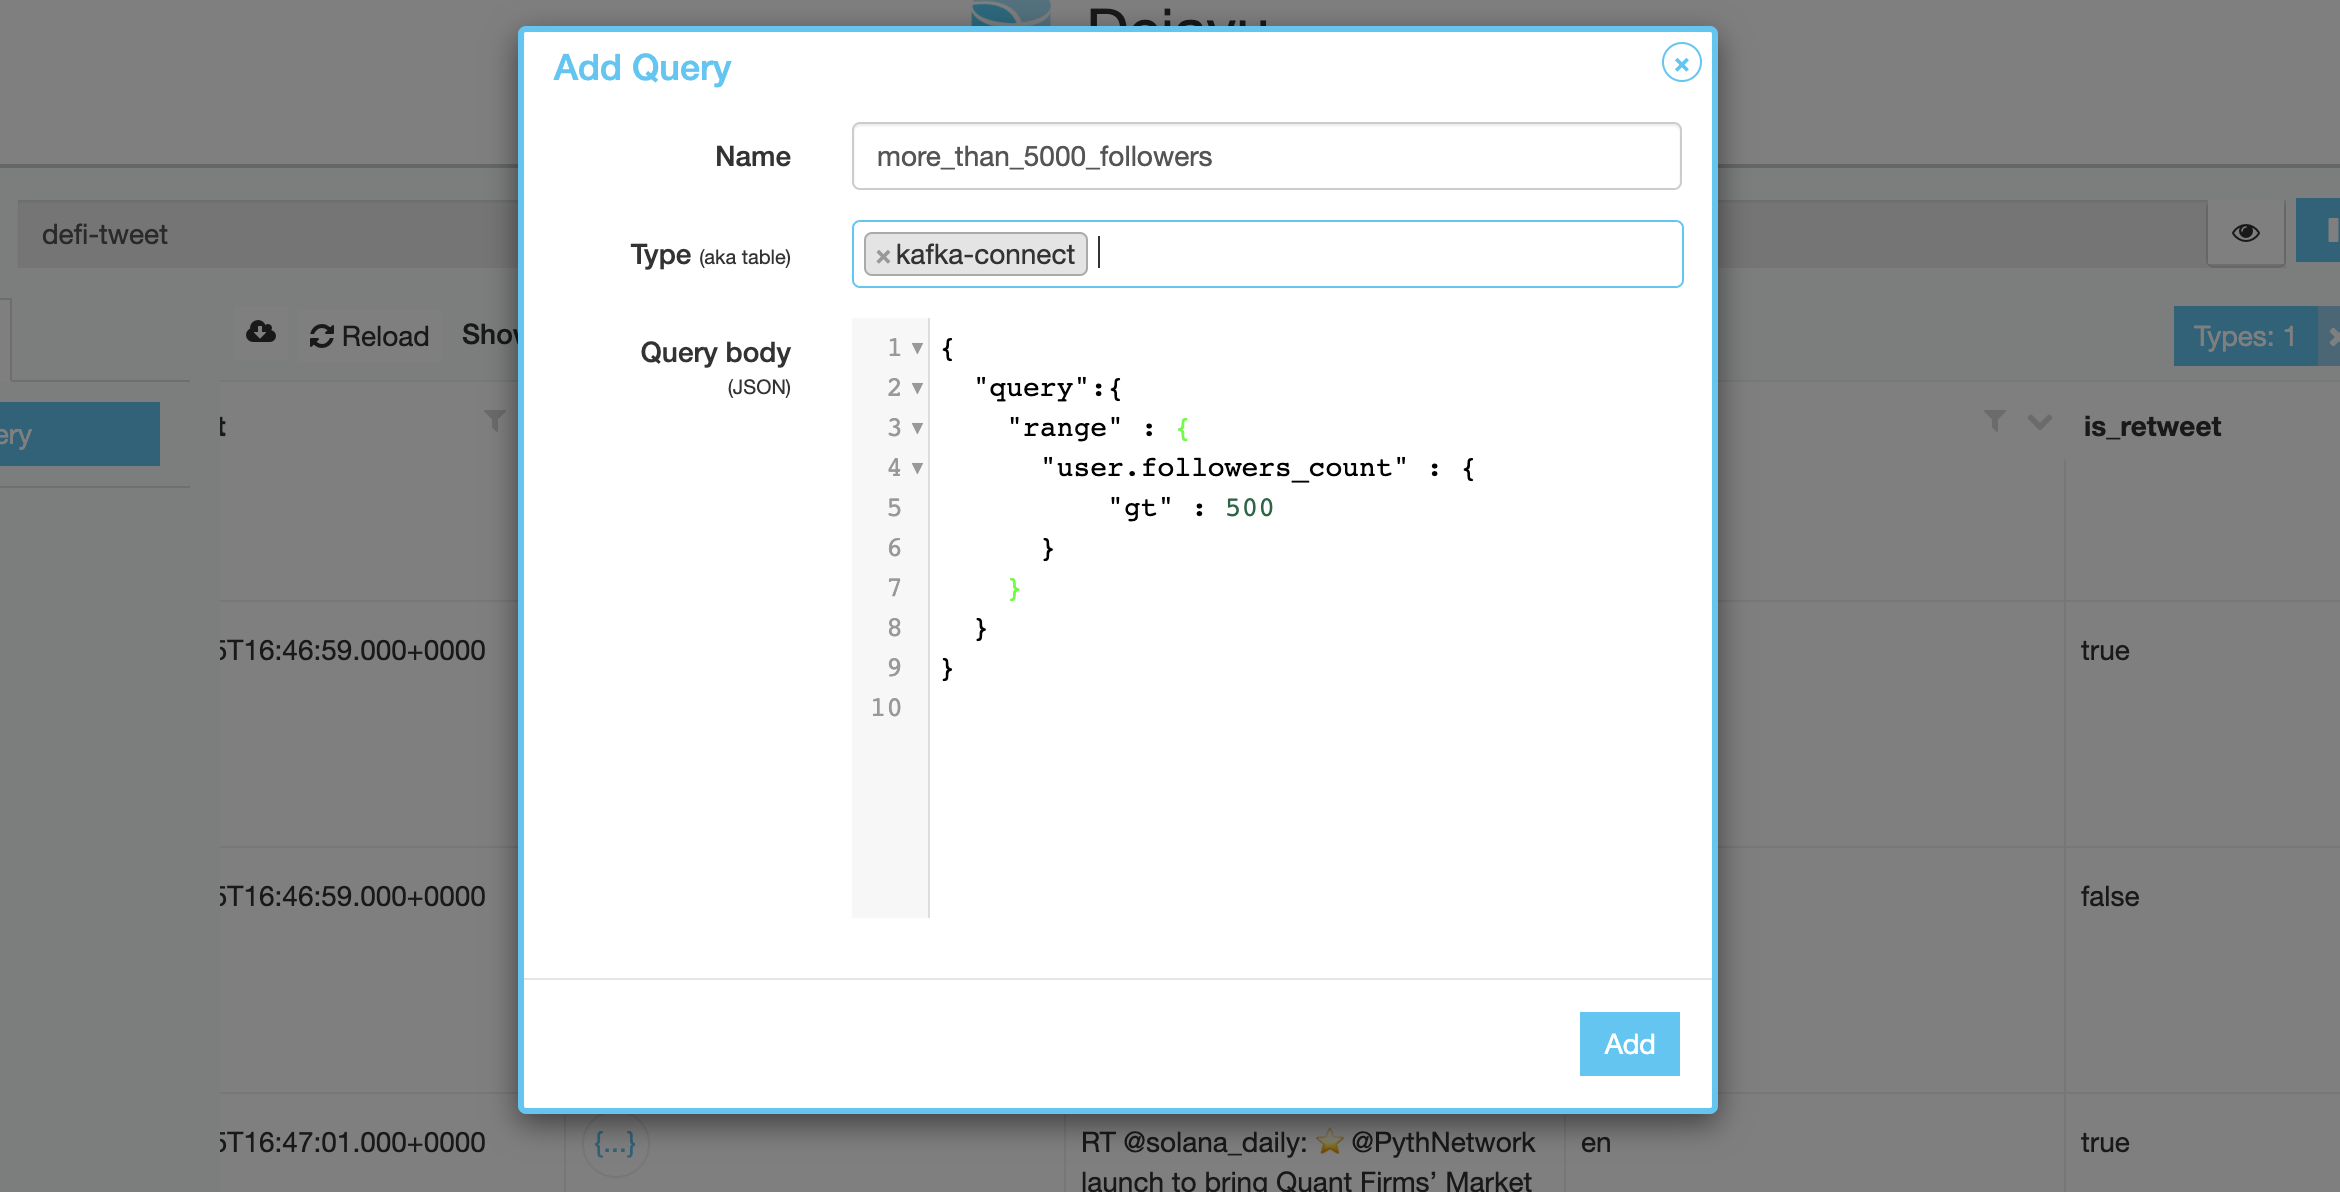 Dejavu
Add Query
Name
more_than_5000_followers
defi-tweet
Type (aka table)
×kafka-connect
Reload
Types: 1
Query body
(JSON)
1 {
2 "query":{
3 "range" : {
4 "user.followers_count" : {
5 "gt" : 500
6 }
7 }
8 }
9 }
10
is_retweet
T16:46:59.000+0000
true
T16:46:59.000+0000
false
Add
T16:47:01.000+0000
{...}
RT @solana_daily: ⭐ @PythNetwork
launch to bring Quant Firms’ Market
en
true